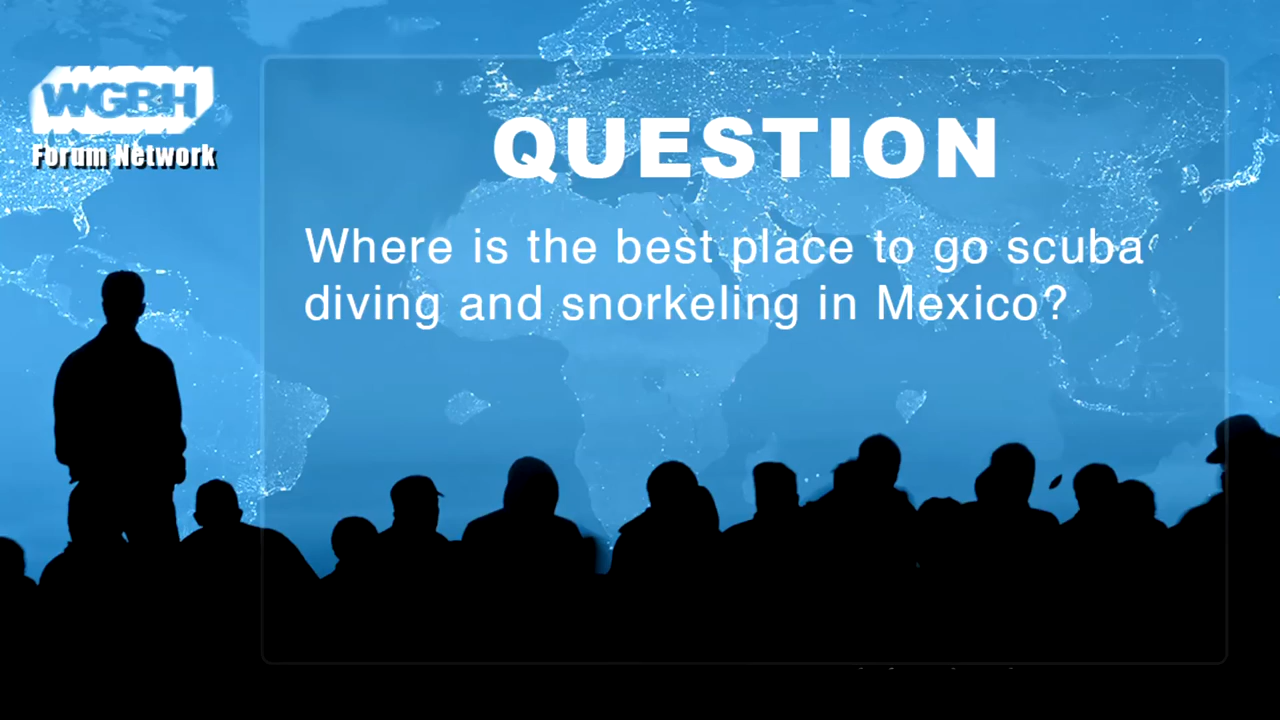 WGBH
Forum Network
QUESTION
Where is the best place to go scuba
diving and snorkeling in Mexico?